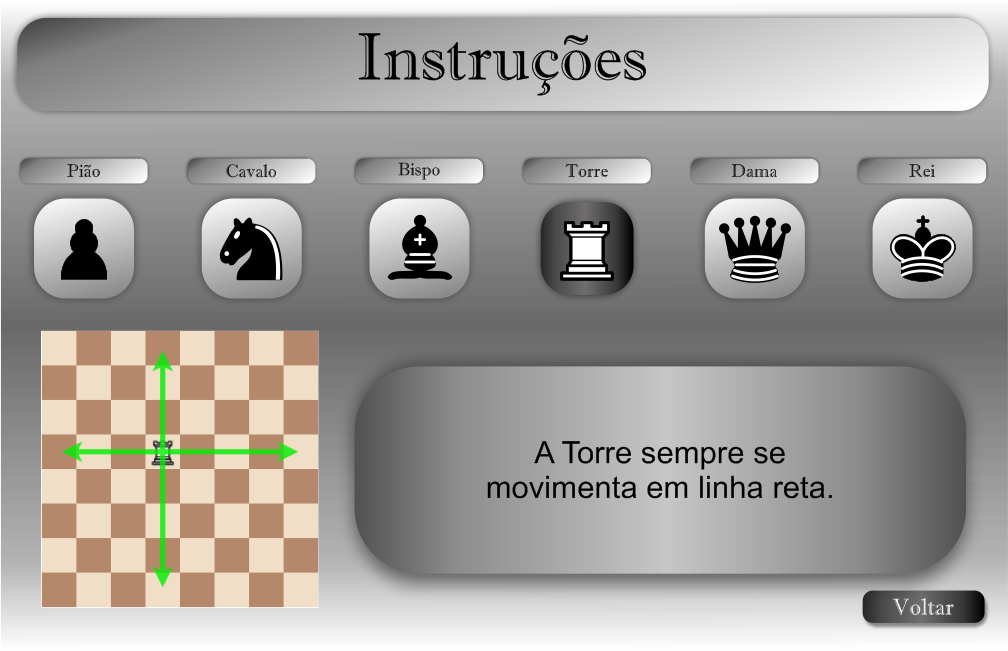 Instruções
Pião
Cavalo
Bispo
Torre
Dama
Rei
A Torre sempre se
movimenta em linha reta.
Voltar